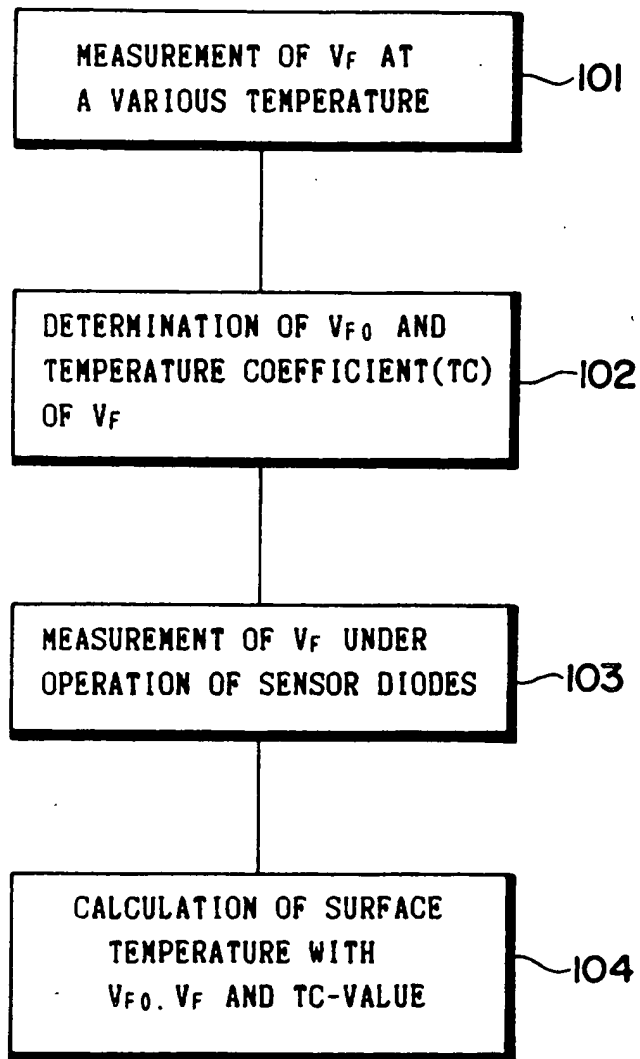 MEASUREMENT OF VF AT
A VARIOUS TEMPERATURE
101
DETERMINATION OF VF0 AND
TEMPERATURE COEFFICIENT(TC)
OF VF
102
MEASUREMENT OF VF UNDER
OPERATION OF SENSOR DIODES
103
CALCULATION OF SURFACE
TEMPERATURE WITH
VF0. VF AND TC-VALUE
104